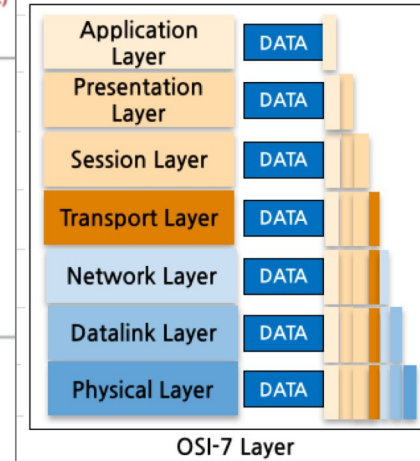 Application
Layer
DATA
Presentation
Layer
DATA
Session Layer
DATA
Transport Layer
DATA
Network Layer
DATA
Datalink Layer
DATA
Physical Layer
DATA
OSI-7 Layer